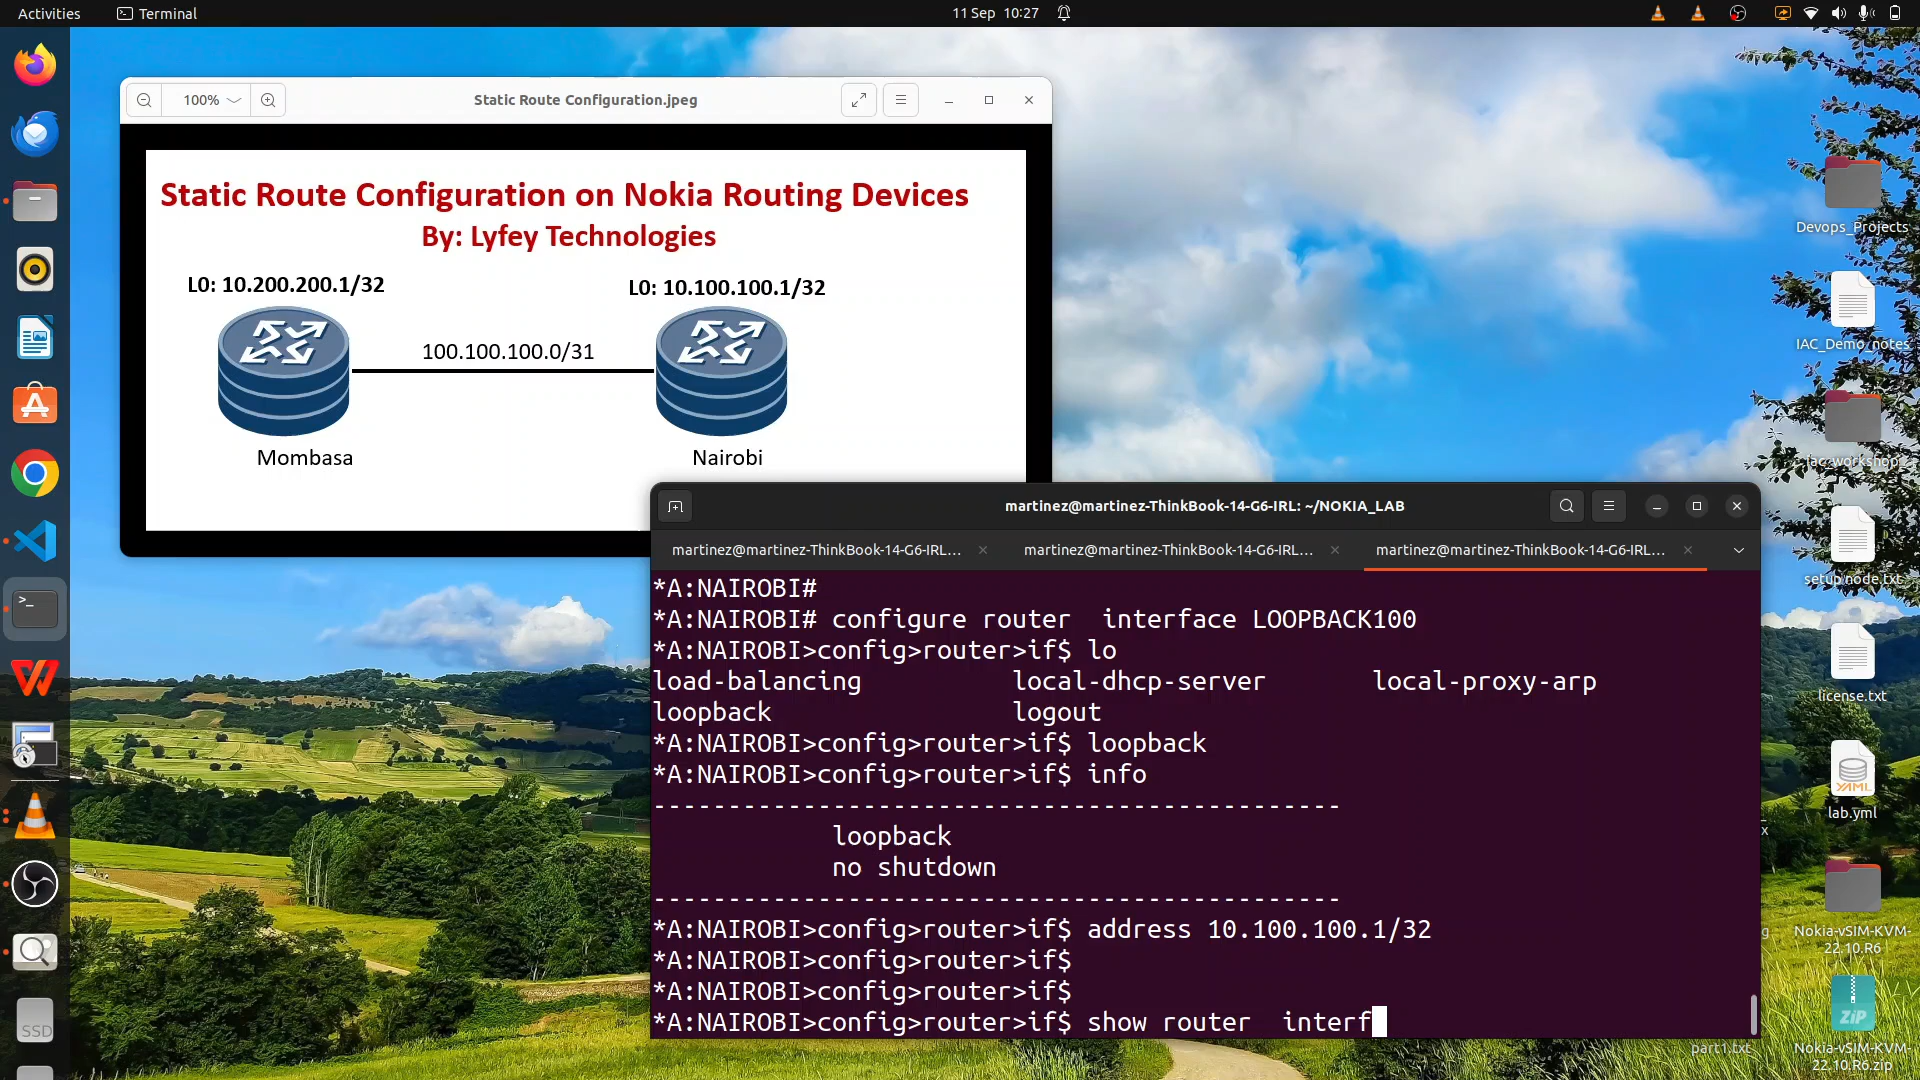 Activities
Terminal
11 Sep 10:27
100%
Static Route Configuration.jpeg
Static Route Configuration on Nokia Routing Devices
By: Lyfey Technologies
L0: 10.200.200.1/32
L0: 10.100.100.1/32
100.100.100.0/31
Mombasa
Nairobi
martinez@martinez-ThinkBook-14-G6-IRL: ~/NOKIA_LAB
martinez@martinez-ThinkBook-14-G6-IRL...
martinez@martinez-ThinkBook-14-G6-IRL...
martinez@martinez-ThinkBook-14-G6-IRL...
*A:NAIROBI#
*A:NAIROBI# configure router  interface LOOPBACK100
*A:NAIROBI>config>router>if$ lo
load-balancing local-dhcp-server local-proxy-arp
loopback logout
*A:NAIROBI>config>router>if$ loopback
*A:NAIROBI>config>router>if$ info
----------------------------------------------
loopback
no shutdown
----------------------------------------------
*A:NAIROBI>config>router>if$ address 10.100.100.1/32
*A:NAIROBI>config>router>if$
*A:NAIROBI>config>router>if$
*A:NAIROBI>config>router>if$ show router  interf
Devops_Projects
IAC_Demo_notes
iac_workshop
setup node.txt
license.txt
YAML
lab.yml
Nokia-vSIM-KVM-
22.10.R6
ZIP
Nokia-vSIM-KVM-
22.10.R6.zip
part1.txt
SSD